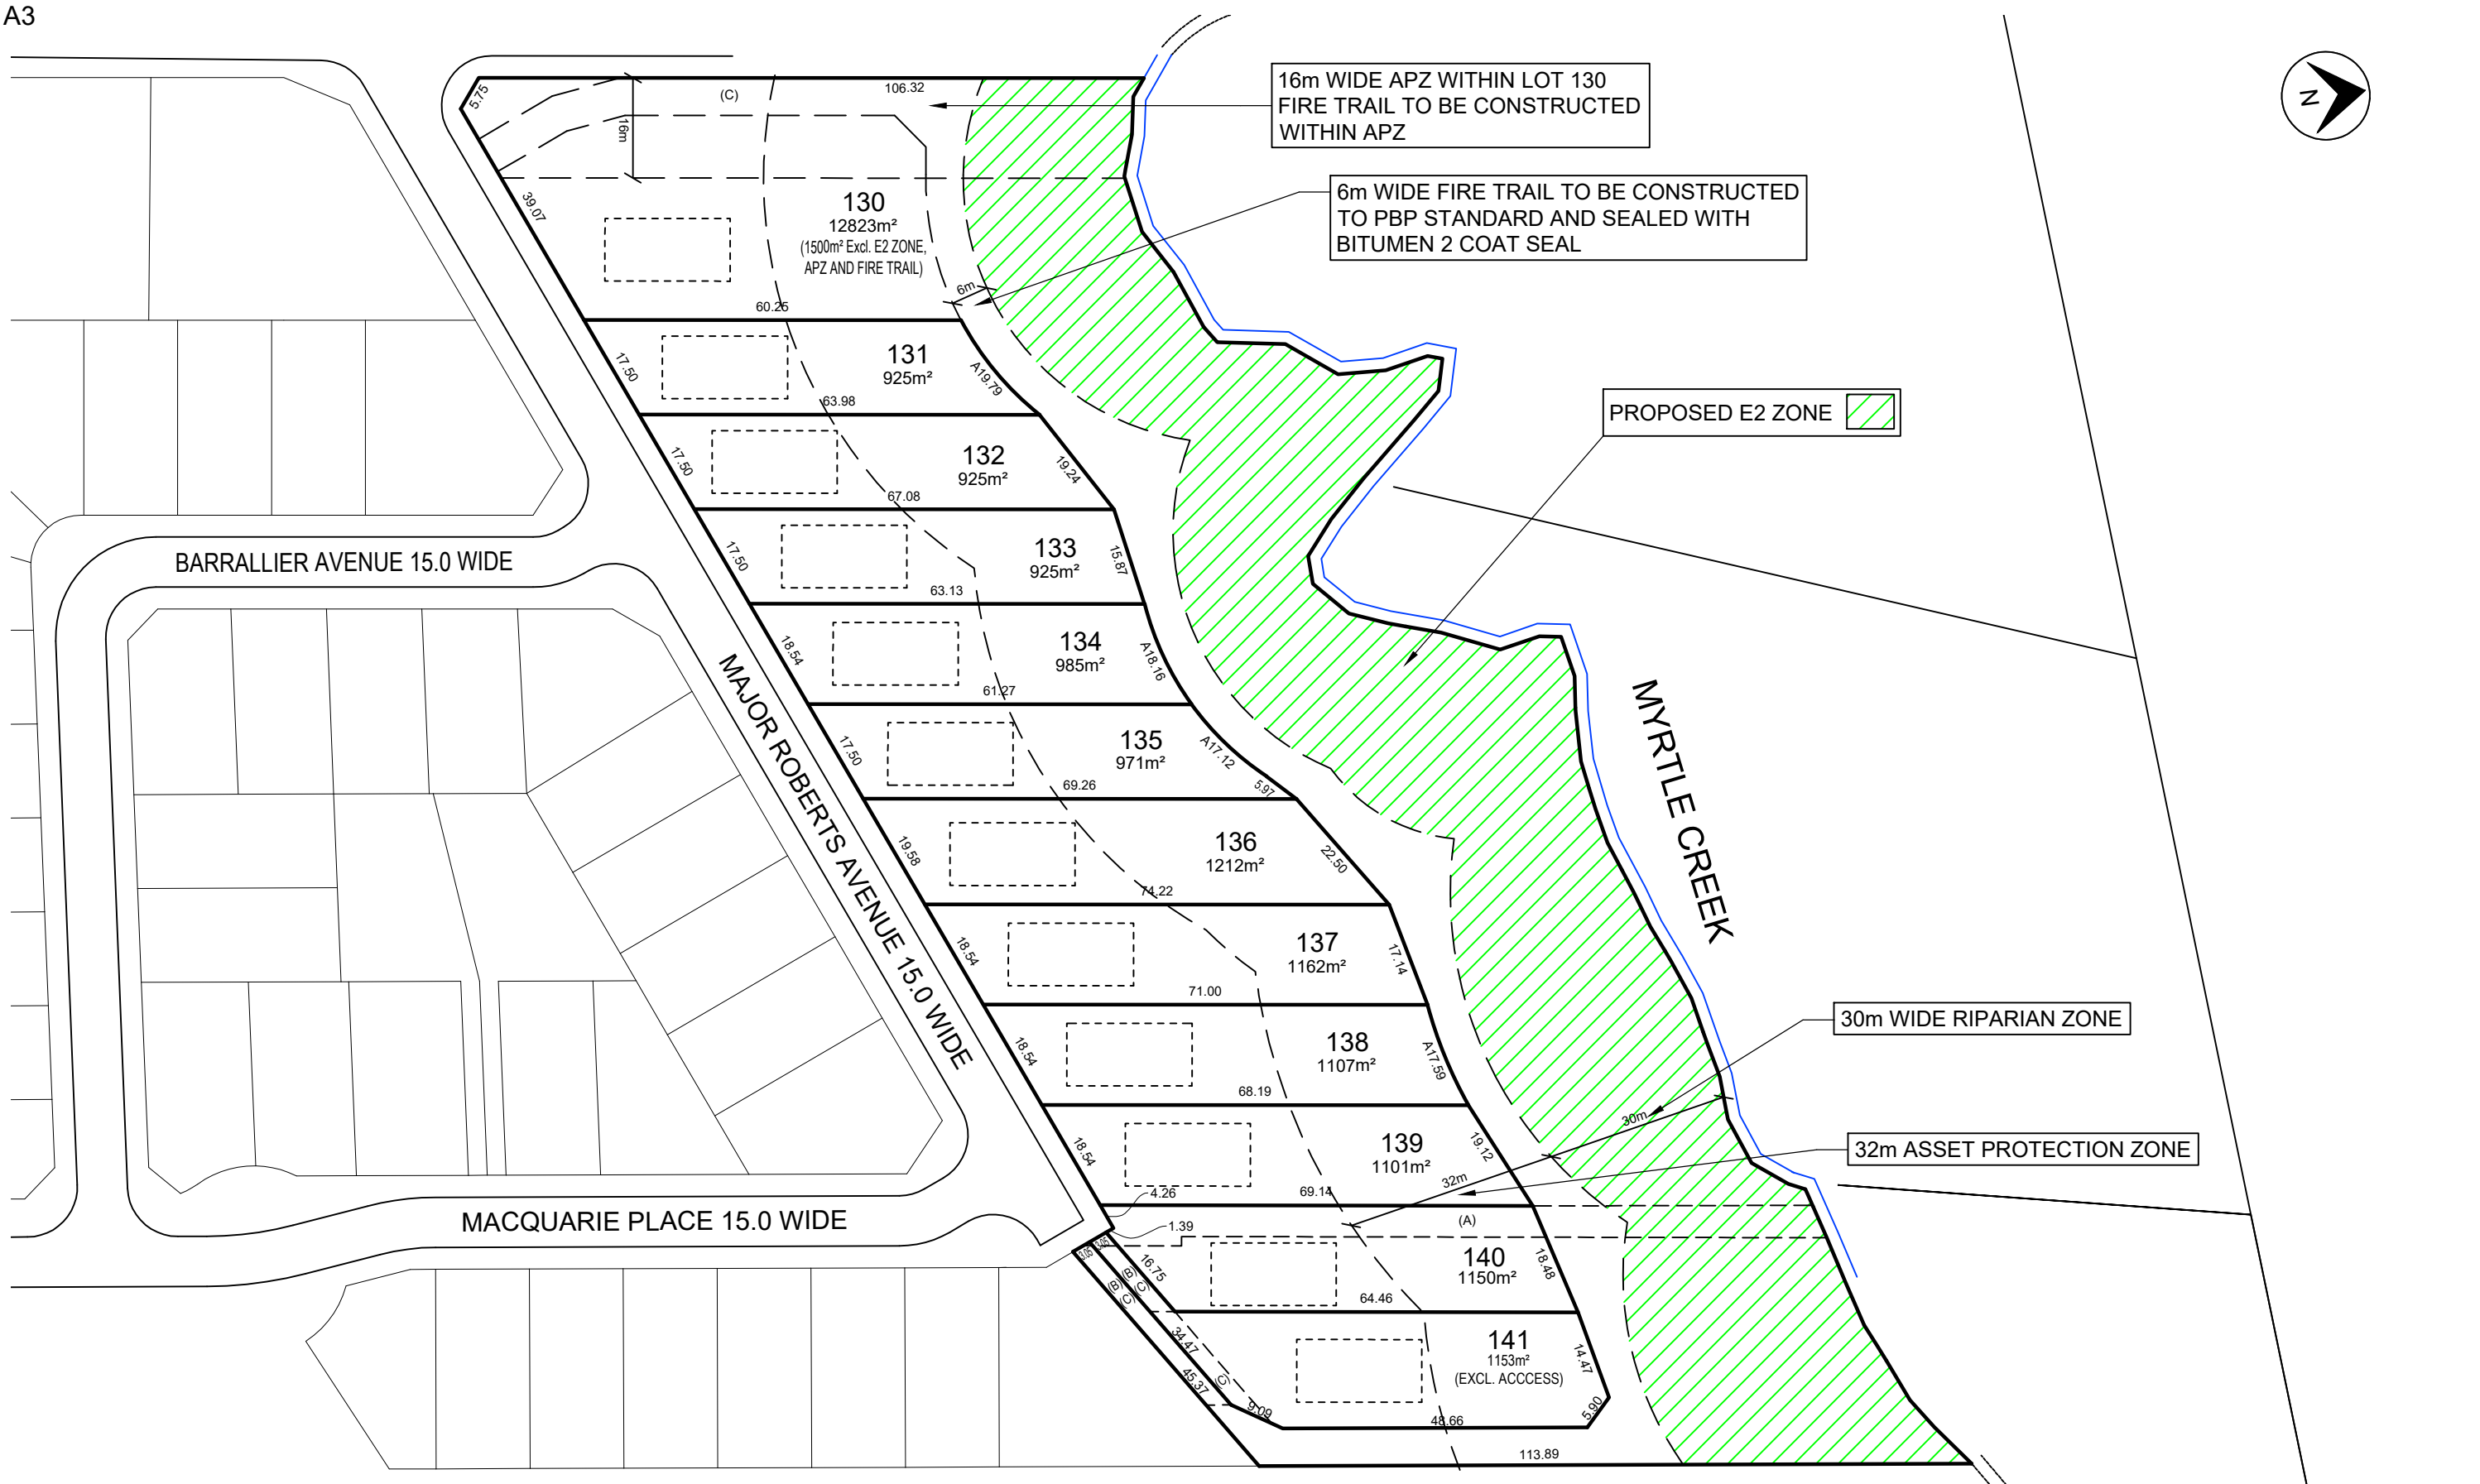 A3
5.75
(C)
106.32
16m
16m WIDE APZ WITHIN LOT 130
FIRE TRAIL TO BE CONSTRUCTED
WITHIN APZ
N
6m WIDE FIRE TRAIL TO BE CONSTRUCTED
TO PBP STANDARD AND SEALED WITH
BITUMEN 2 COAT SEAL
39.07
130
12823m²
(1500m² Excl. E2 ZONE,
APZ AND FIRE TRAIL)
6m
60.25
17.50
131
925m²
A19.79
63.98
PROPOSED E2 ZONE
17.50
132
925m²
19.24
67.08
BARRALLIER AVENUE 15.0 WIDE
17.50
133
925m²
15.87
63.13
18.54
134
985m²
A18.16
61.27
MAJOR ROBERTS AVENUE 15.0 WIDE
MYRTLE CREEK
17.50
135
971m²
A17.12
69.26
5.97
19.58
136
1212m²
22.50
74.22
18.54
137
1162m²
17.14
71.00
30m WIDE RIPARIAN ZONE
18.54
138
1107m²
A17.59
68.19
30m
18.54
139
1101m²
19.12
32m ASSET PROTECTION ZONE
69.14
32m
4.26
MACQUARIE PLACE 15.0 WIDE
1.39
(A)
3.05
3.05
16.75
140
1150m²
18.48
(B)
(C)
(B)
(C)
64.46
34.47
141
1153m²
(EXCL. ACCCESS)
14.47
45.37
(C)
9.09
48.66
5.90
113.89